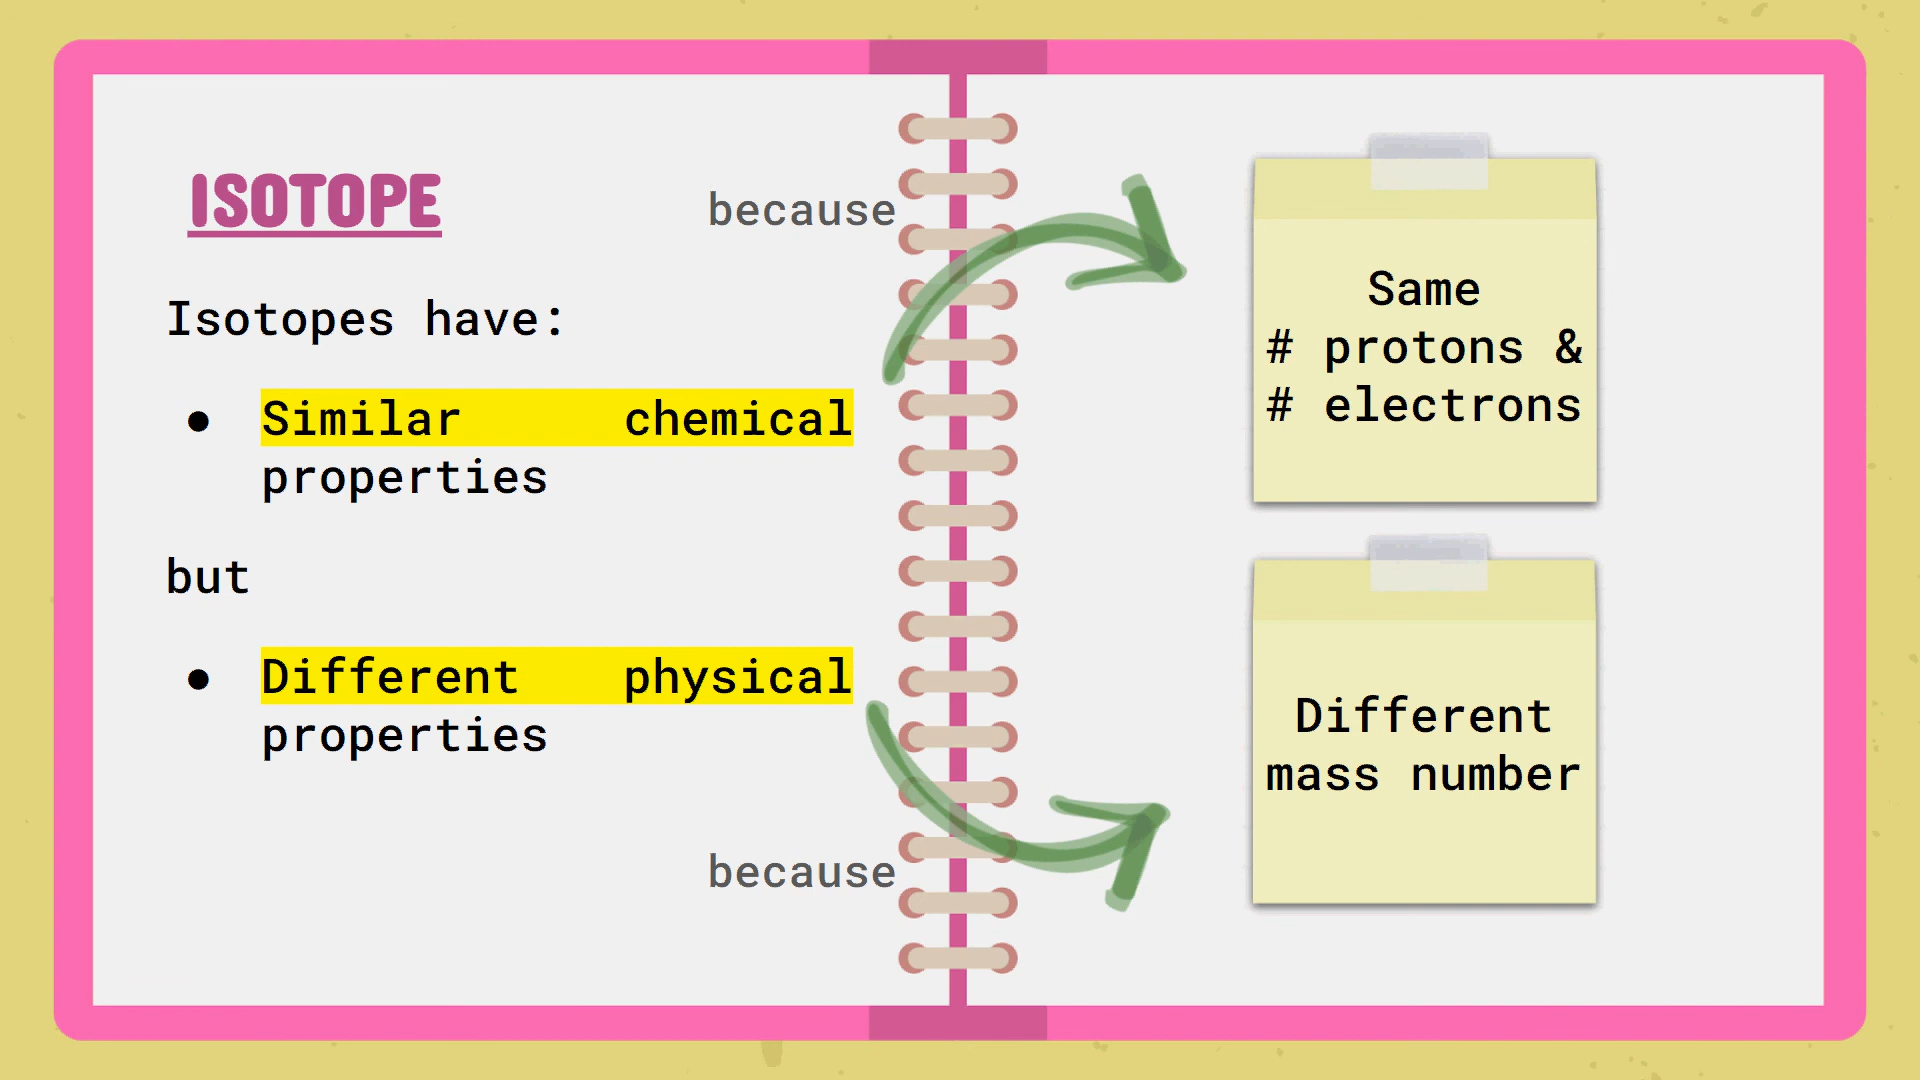 ISOTOPE
Isotopes have:
● Similar chemical
properties
but
● Different physical
properties
because
because
Same
# protons &
# electrons
Different
mass number